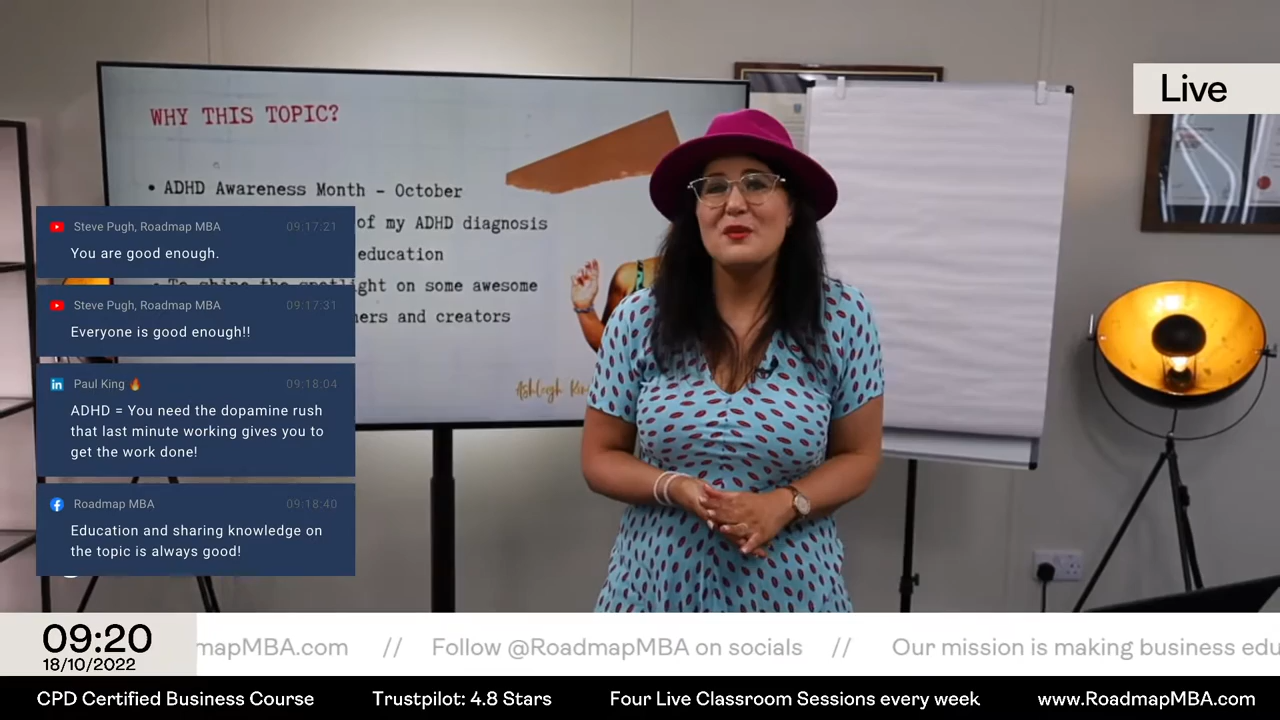 Live
WHY THIS TOPIC?
• ADHD Awareness Month - October
of my ADHD diagnosis
education
ght on some awesome
ners and creators
Ashleigh
Steve Pugh, Roadmap MBA 09:17:21
You are good enough.
Steve Pugh, Roadmap MBA 09:17:31
Everyone is good enough!!
Paul King 🔥 09:18:04
ADHD = You need the dopamine rush
that last minute working gives you to
get the work done!
Roadmap MBA 09:18:40
Education and sharing knowledge on
the topic is always good!
09:20
18/10/2022
mapMBA.com // Follow @RoadmapMBA on socials // Our mission is making business edu
CPD Certified Business Course Trustpilot: 4.8 Stars Four Live Classroom Sessions every week www.RoadmapMBA.com